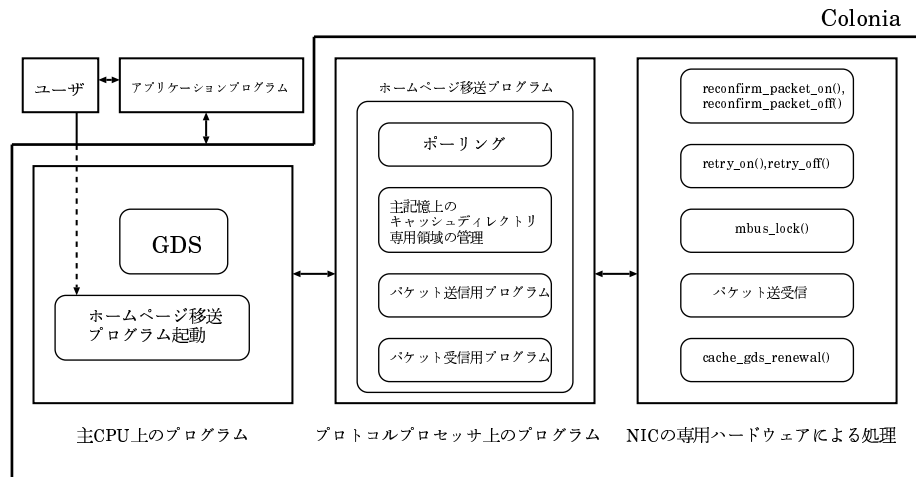 Colonia
ユーザ
アプリケーションプログラム
GDS
ホームページ移送
プログラム起動
主CPU上のプログラム
ホームページ移送プログラム
ポーリング
主記憶上の
キャッシュディレクトリ
専用領域の管理
パケット送信用プログラム
パケット受信用プログラム
プロトコルプロセッサ上のプログラム
reconfirm_packet_on(),
reconfirm_packet_off()
retry_on(),retry_off()
mbus_lock()
パケット送受信
cache_gds_renewal()
NICの専用ハードウェアによる処理